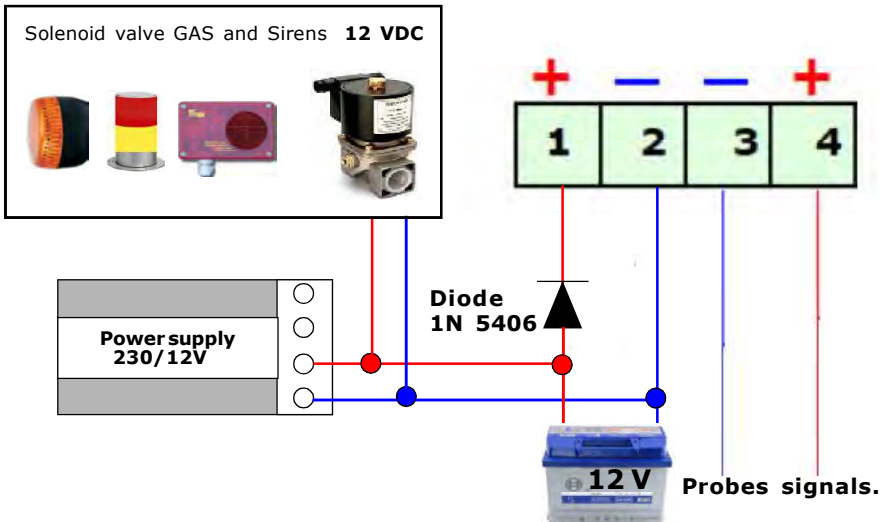 Solenoid valve GAS and Sirens 12 VDC
+ – – +
1 2 3 4
Diode
1N 5406
Power supply
230/12V
12 V
Probes signals.